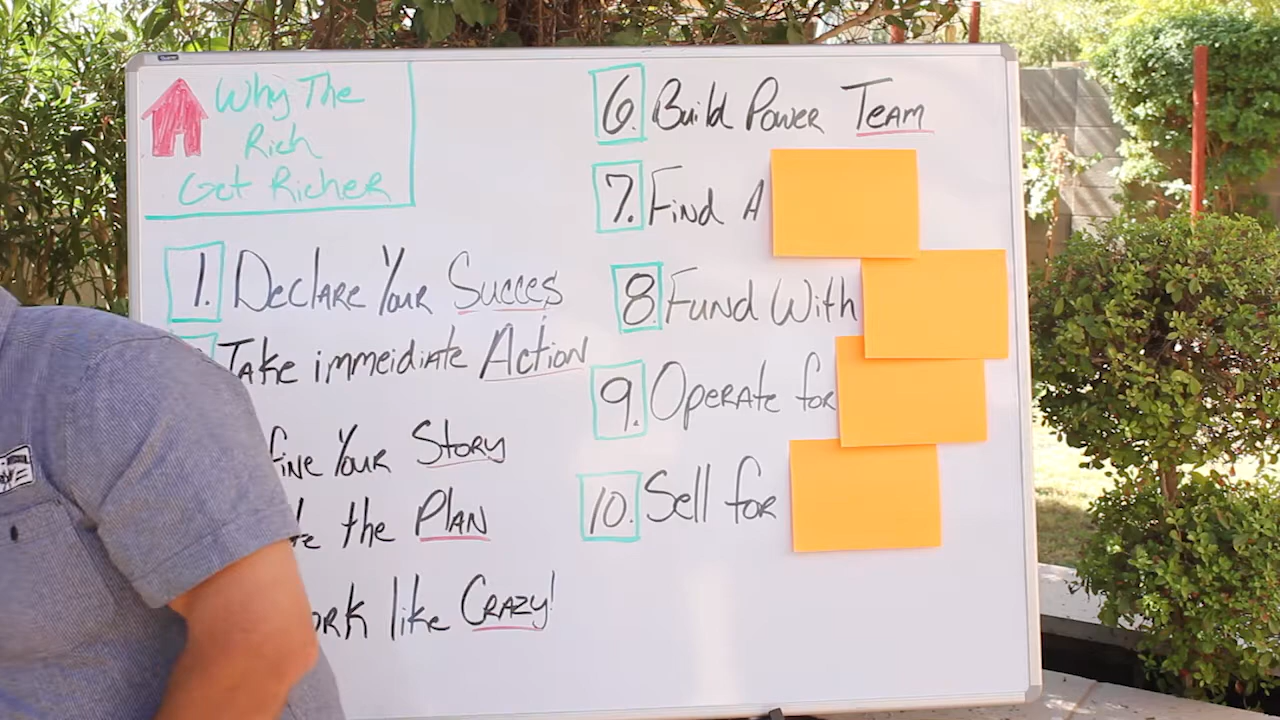 Why The
Rich
Get Richer
1. Declare Your Succes
Take immeidiate Action
fine Your Story
te the Plan
ork like Crazy!
6. Build Power Team
7. Find A
8. Fund With
9. Operate for
10. Sell for